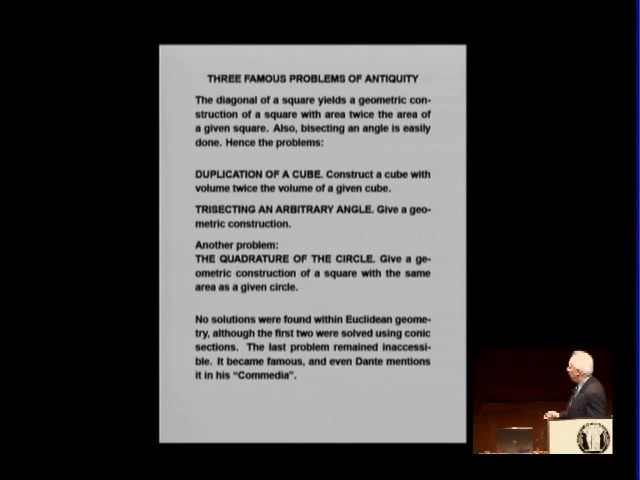 THREE FAMOUS PROBLEMS OF ANTIQUITY
The diagonal of a square yields a geometric con-
struction of a square with area twice the area of
a given square. Also, bisecting an angle is easily
done. Hence the problems:
DUPLICATION OF A CUBE. Construct a cube with
volume twice the volume of a given cube.
TRISECTING AN ARBITRARY ANGLE. Give a geo-
metric construction.
Another problem:
THE QUADRATURE OF THE CIRCLE. Give a ge-
ometric construction of a square with the same
area as a given circle.
No solutions were found within Euclidean geome-
try, although the first two were solved using conic
sections. The last problem remained inaccessi-
ble. It became famous, and even Dante mentions
it in his “Commedia”.